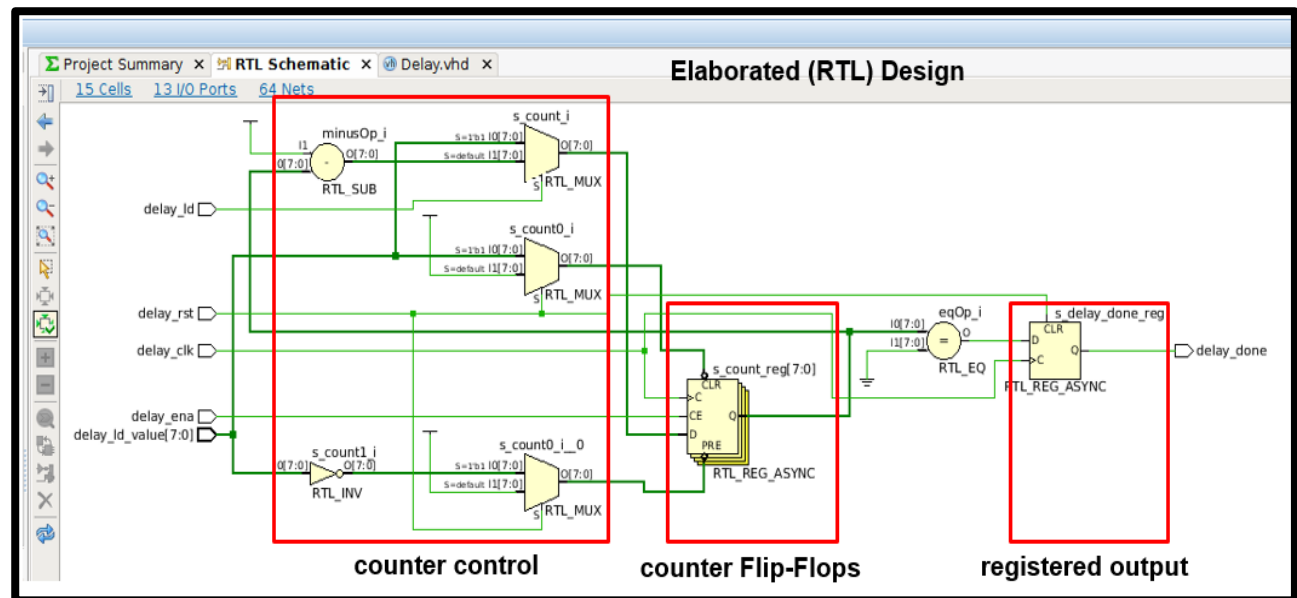 Project Summary × RTL Schematic × Delay.vhd ×
Elaborated (RTL) Design
15 Cells 13 I/O Ports 64 Nets
s_count_i
minusOp_i
I1
0[7:0]
O[7:0]
-
RTL_SUB
S=1'b1 I0[7:0]
S=default I1[7:0]
O[7:0]
S
RTL_MUX
delay_ld
s_count0_i
S=1'b1 I0[7:0]
S=default I1[7:0]
O[7:0]
S
RTL_MUX
delay_rst
delay_clk
delay_ena
delay_ld_value[7:0]
s_count1_i
0[7:0]
O[7:0]
RTL_INV
s_count0_i__0
S=1'b1 I0[7:0]
S=default I1[7:0]
O[7:0]
S
RTL_MUX
s_count_reg[7:0]
CLR
C
CE
Q
D
PRE
RTL_REG_ASYNC
eqOp_i
I0[7:0]
I1[7:0]
=
O
RTL_EQ
s_delay_done_reg
CLR
D
Q
C
RTL_REG_ASYNC
delay_done
counter control
counter Flip-Flops
registered output